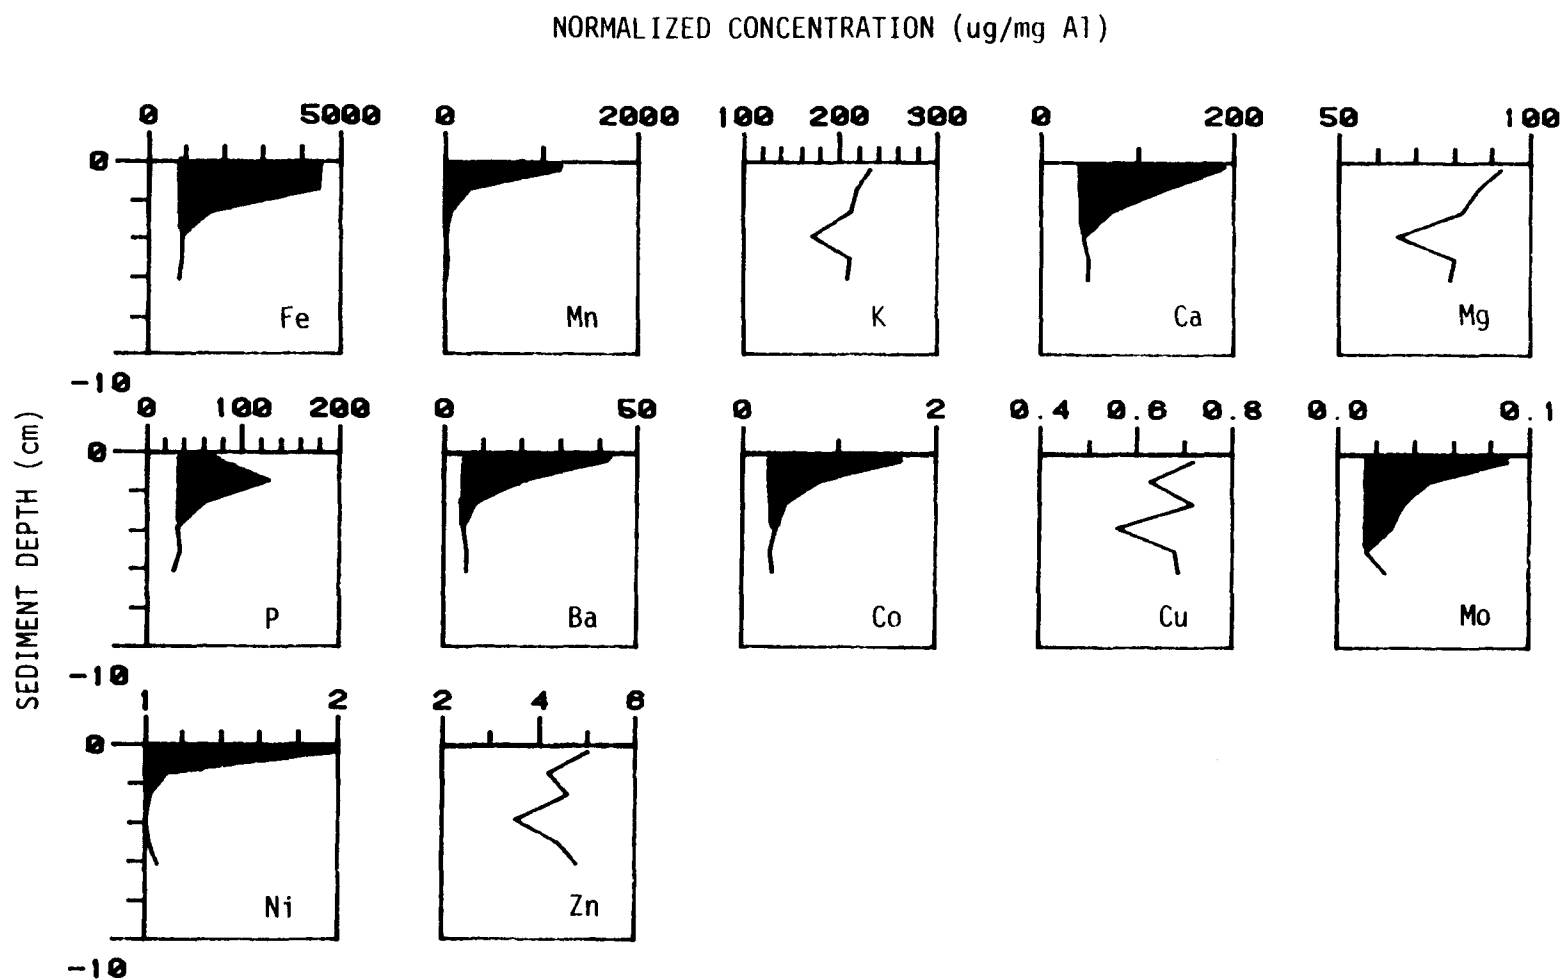 NORMALIZED CONCENTRATION (ug/mg Al)
0 5000 0 2000 100 200 300 0 200 50 100
0
Fe Mn K Ca Mg
-10
0 100 200 0 50 0 2 0.4 0.6 0.8 0.0 0.1
0
P Ba Co Cu Mo
-10
1 2 2 4 6
0
Ni Zn
-10
SEDIMENT DEPTH (cm)